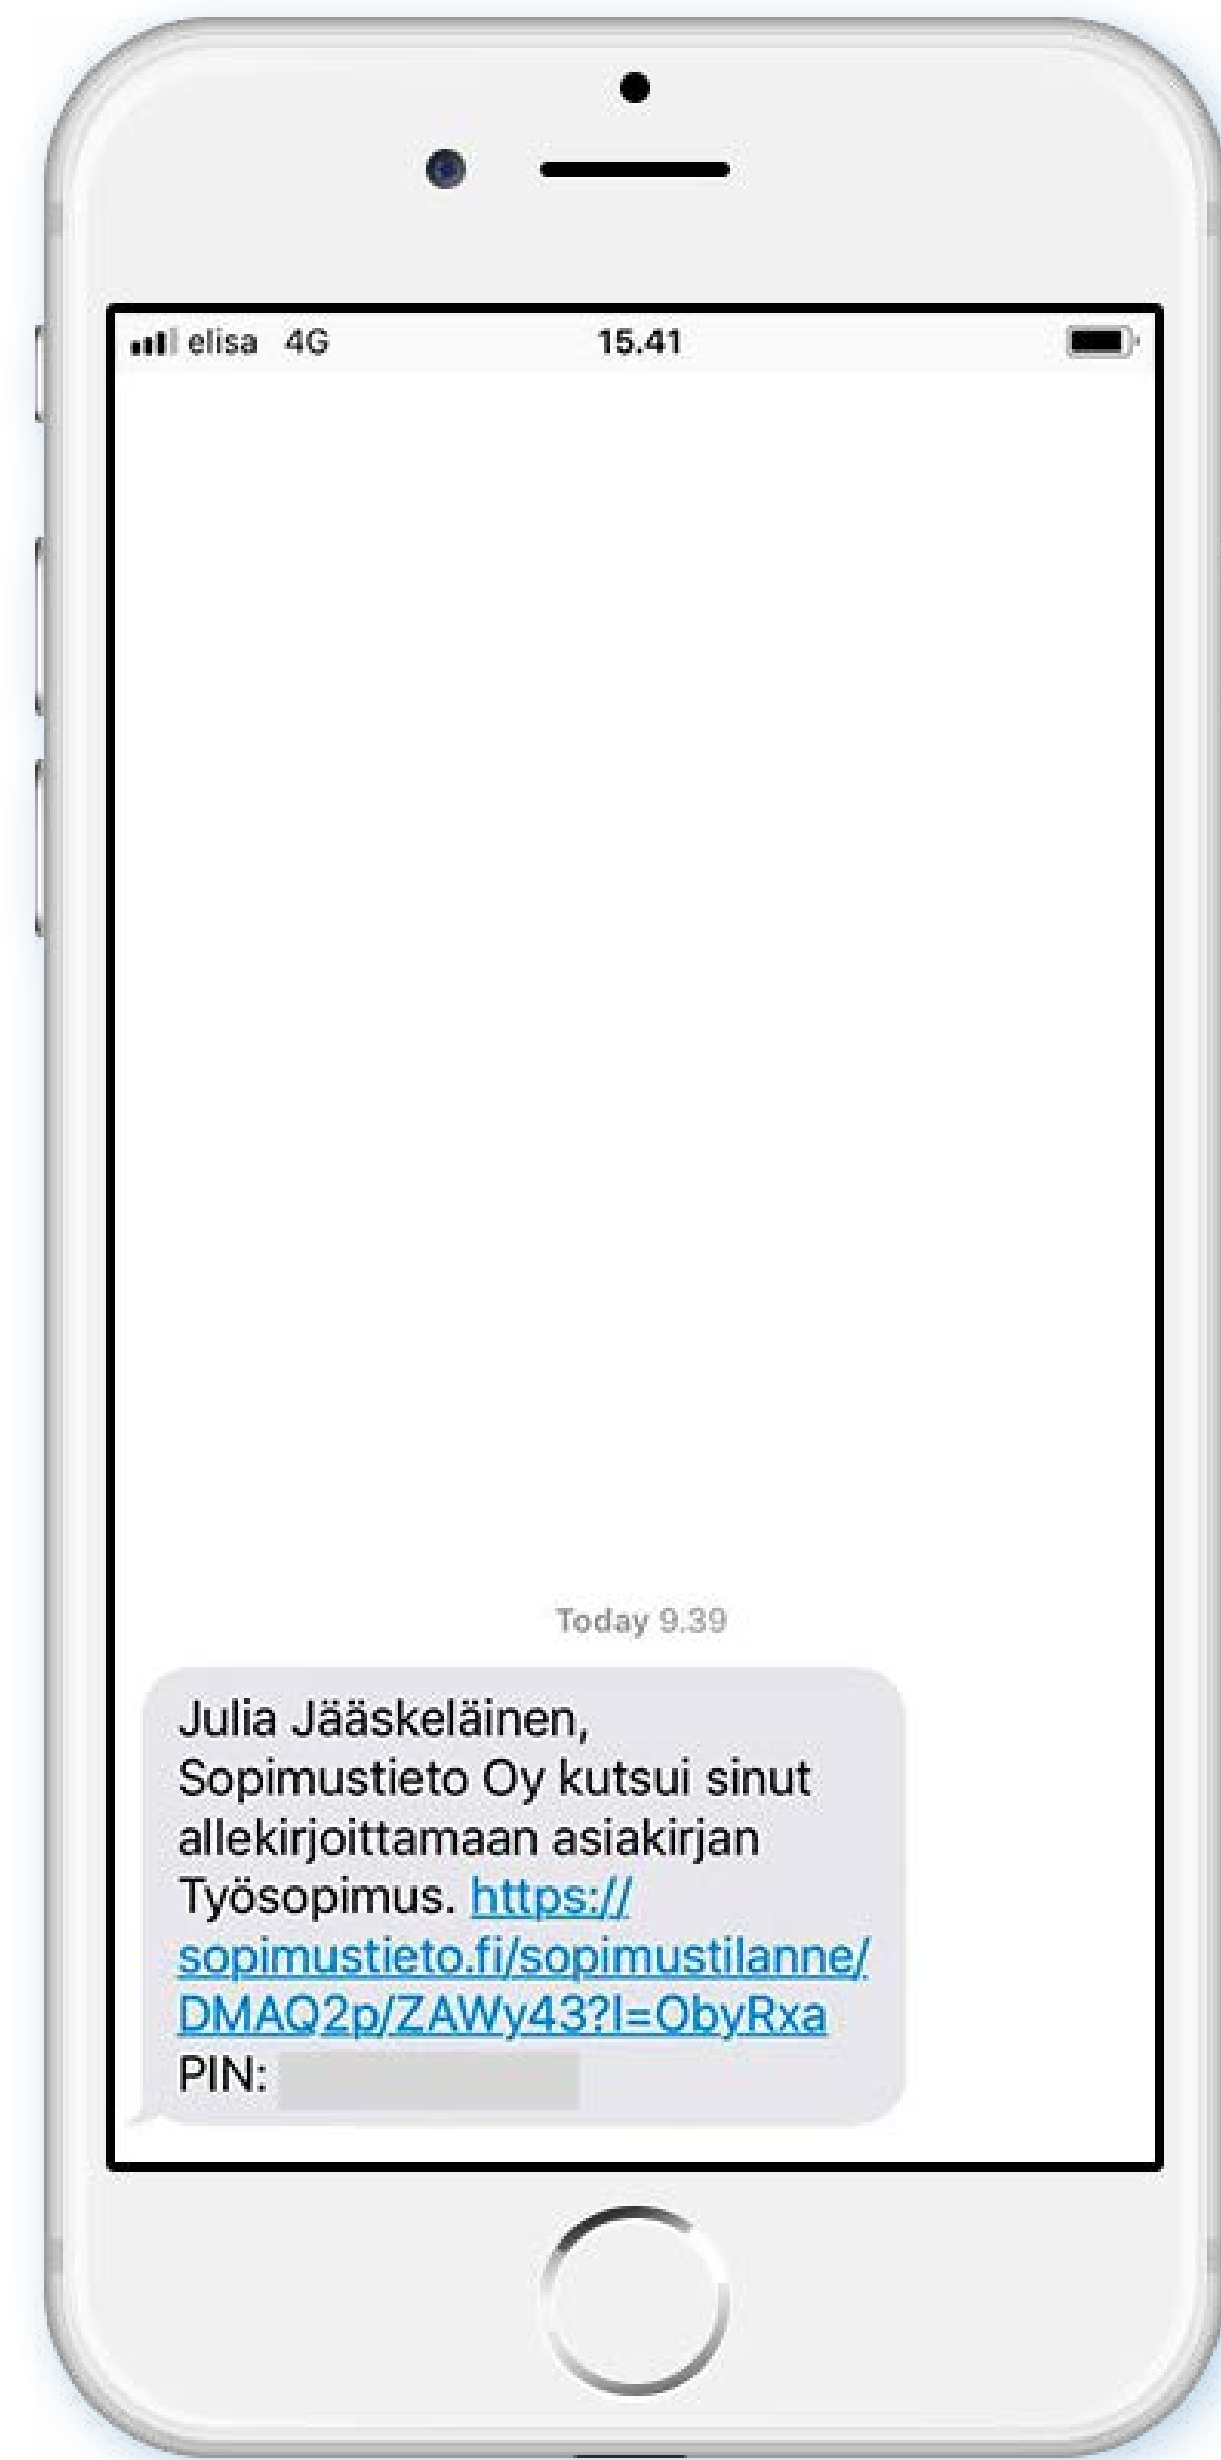 elisa 4G 15.41
Today 9.39
Julia Jääskeläinen,
Sopimustieto Oy kutsui sinut
allekirjoittamaan asiakirjan
Työsopimus. https://
sopimustieto.fi/sopimustilanne/
DMAQ2p/ZAWy43?l=ObyRxa
PIN: